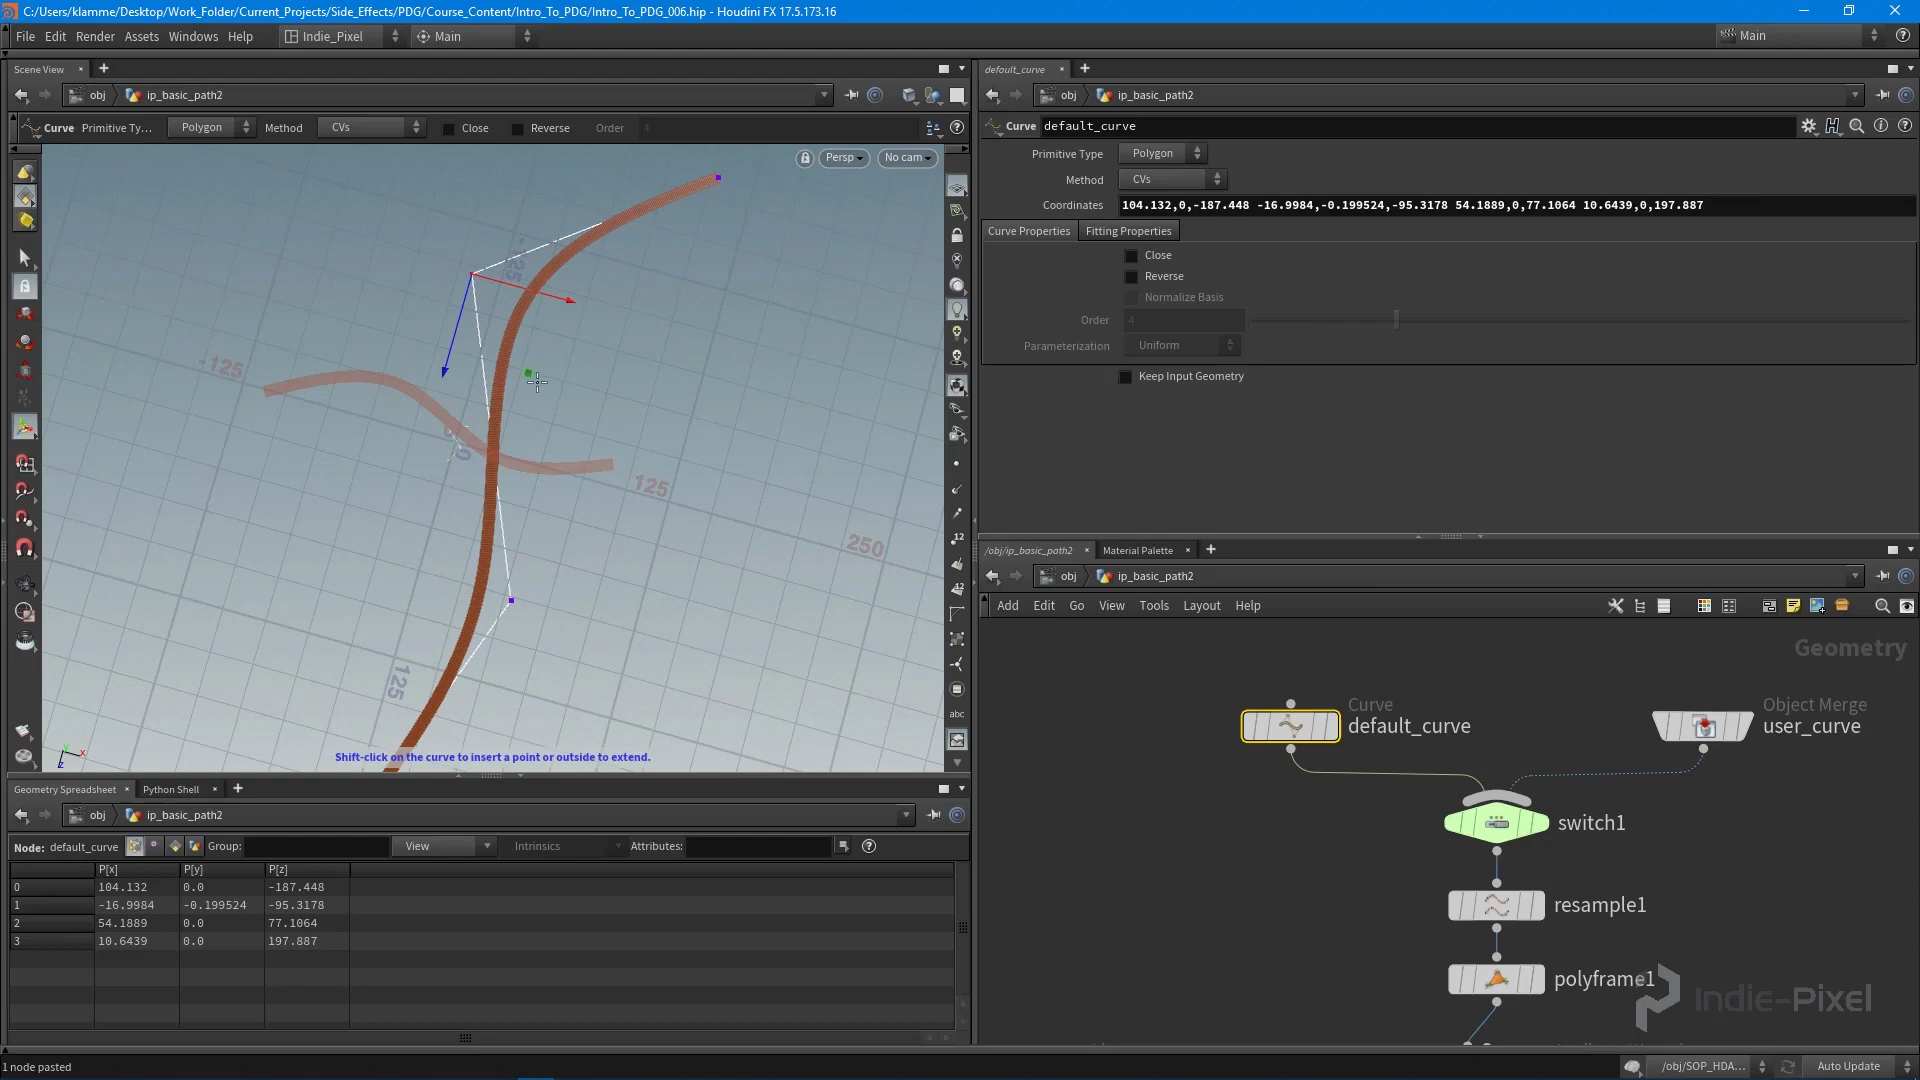 C:/Users/klamme/Desktop/Work_Folder/Current_Projects/Side_Effects/PDG/Course_Content/Intro_To_PDG/Intro_To_PDG_006.hip - Houdini FX 17.5.173.16
File Edit Render Assets Windows Help Indie_Pixel Main Main
Scene View
obj ip_basic_path2
Curve Primitive Ty... Polygon Method CVs Close Reverse Order 4
Persp No cam
-125
125
250
125
12
12
abc
Shift-click on the curve to insert a point or outside to extend.
default_curve
obj ip_basic_path2
Curve default_curve
Primitive Type Polygon
Method CVs
Coordinates 104.132,0,-187.448 -16.9984,-0.199524,-95.3178 54.1889,0,77.1064 10.6439,0,197.887
Curve Properties Fitting Properties
Close
Reverse
Normalize Basis
Order 4
Parameterization Uniform
Keep Input Geometry
/obj/ip_basic_path2 Material Palette
obj ip_basic_path2
Add Edit Go View Tools Layout Help
Geometry
Curve
default_curve
Object Merge
user_curve
switch1
resample1
polyframe1
Indie-Pixel
Geometry Spreadsheet Python Shell
obj ip_basic_path2
Node: default_curve Group: View Intrinsics Attributes:
P[x] P[y] P[z]
0 104.132 0.0 -187.448
1 -16.9984 -0.199524 -95.3178
2 54.1889 0.0 77.1064
3 10.6439 0.0 197.887
1 node pasted
/obj/SOP_HDA... Auto Update